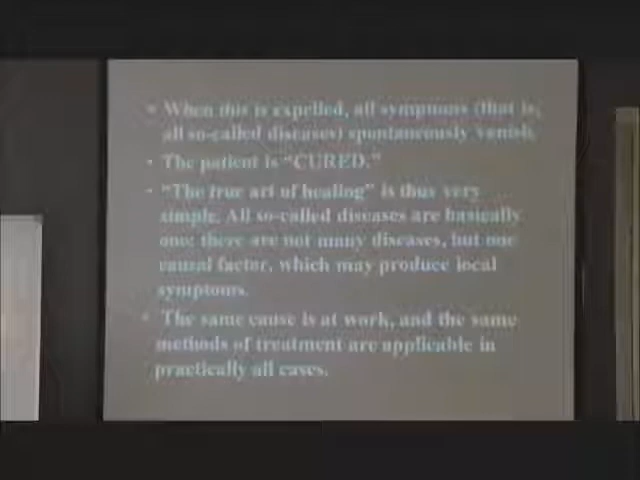 • When this is expelled, all symptoms (that is,
all so-called diseases) spontaneously vanish.
• The patient is “CURED.”
• “The true art of healing” is thus very
simple. All so-called diseases are basically
one; there are not many diseases, but one
causal factor, which may produce local
symptoms.
• The same cause is at work, and the same
methods of treatment are applicable in
practically all cases.